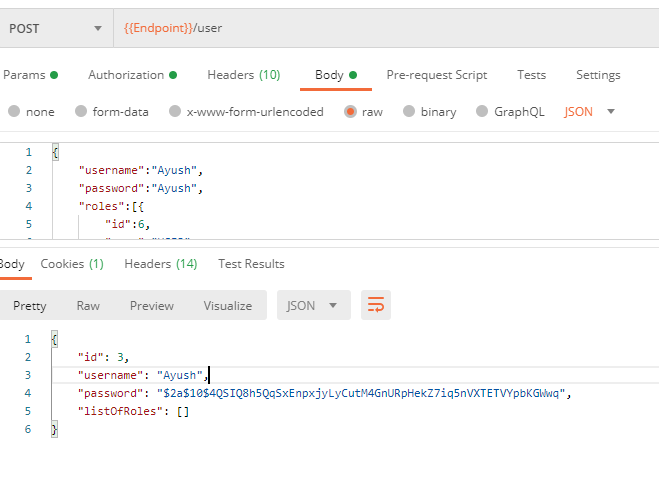 POST {{Endpoint}}/user
Params Authorization Headers (10) Body Pre-request Script Tests Settings
none form-data x-www-form-urlencoded raw binary GraphQL JSON
1 {
2 "username":"Ayush",
3 "password":"Ayush",
4 "roles":[{
5 "id":6,
Body Cookies (1) Headers (14) Test Results
Pretty Raw Preview Visualize JSON
1 {
2 "id": 3,
3 "username": "Ayush",
4 "password": "$2a$10$4QSIQ8h5QqSxEnpxjyLyCutM4GnURpHekZ7iq5nVXTETVYpbKGWwq",
5 "listOfRoles": []
6 }